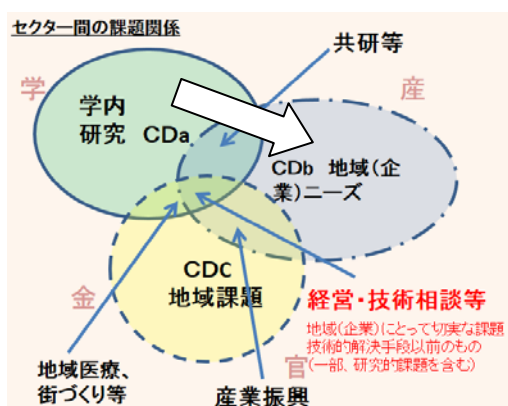 セクター間の課題関係
共研等
学
産
学内
研究 CDa
CDb 地域(企
業)ニーズ
CDC
地域課題
金
経営・技術相談等
地域(企業)にとって切実な課題
技術的解決手段以前のもの
(一部、研究的課題を含む)
官
地域医療、
街づくり等
産業振興